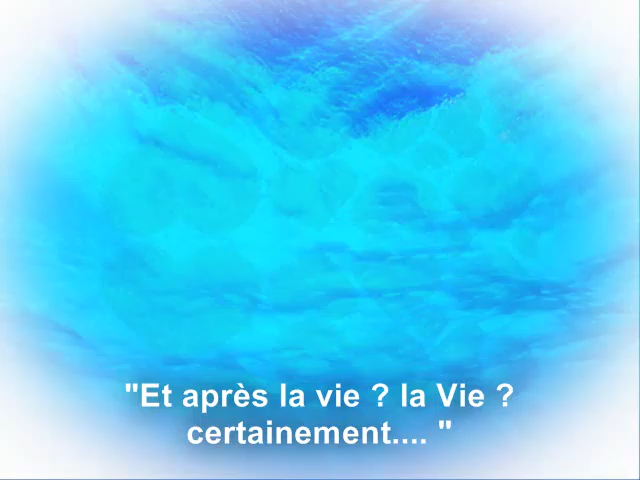 "Et après la vie ? la Vie ?
certainement.... "